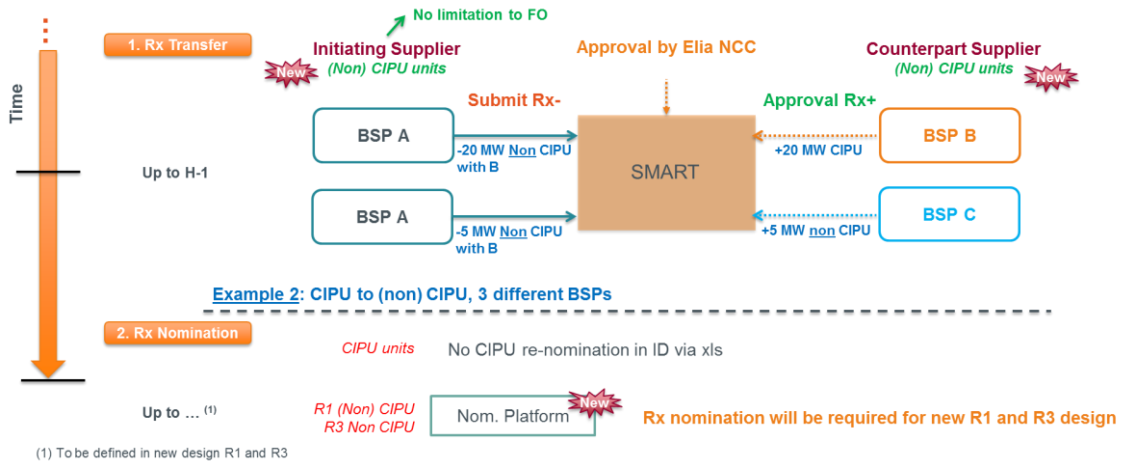 No limitation to FO
1. Rx Transfer
Initiating Supplier
(Non) CIPU units
New
Approval by Elia NCC
Counterpart Supplier
(Non) CIPU units
New
Time
Submit Rx-
Approval Rx+
BSP A
-20 MW Non CIPU
with B
SMART
+20 MW CIPU
BSP B
Up to H-1
BSP A
-5 MW Non CIPU
with B
+5 MW non CIPU
BSP C
Example 2: CIPU to (non) CIPU, 3 different BSPs
2. Rx Nomination
CIPU units
No CIPU re-nomination in ID via xls
Up to ... (1)
R1 (Non) CIPU
R3 Non CIPU
Nom. Platform
New
Rx nomination will be required for new R1 and R3 design
(1) To be defined in new design R1 and R3